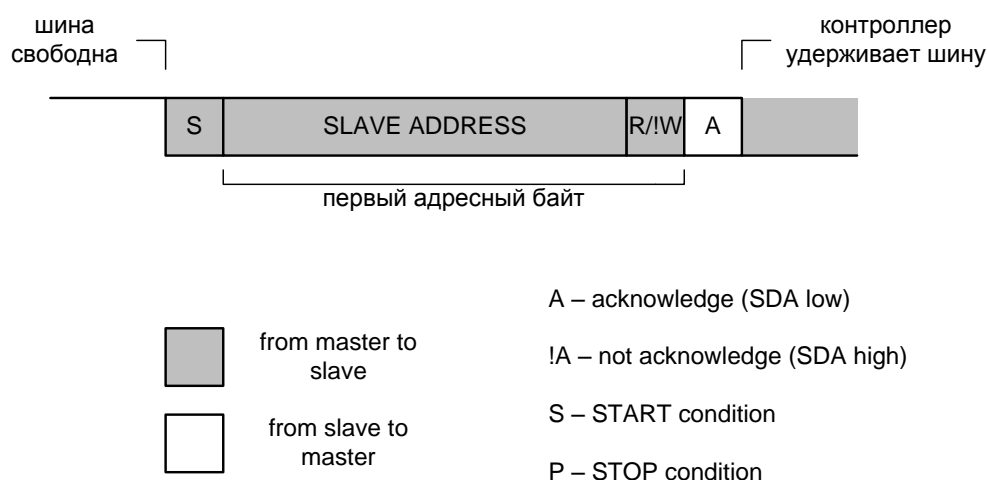 шина
свободна
контроллер
удерживает шину
S
SLAVE ADDRESS
R/!W
A
первый адресный байт
from master to
slave
from slave to
master
A – acknowledge (SDA low)
!A – not acknowledge (SDA high)
S – START condition
P – STOP condition